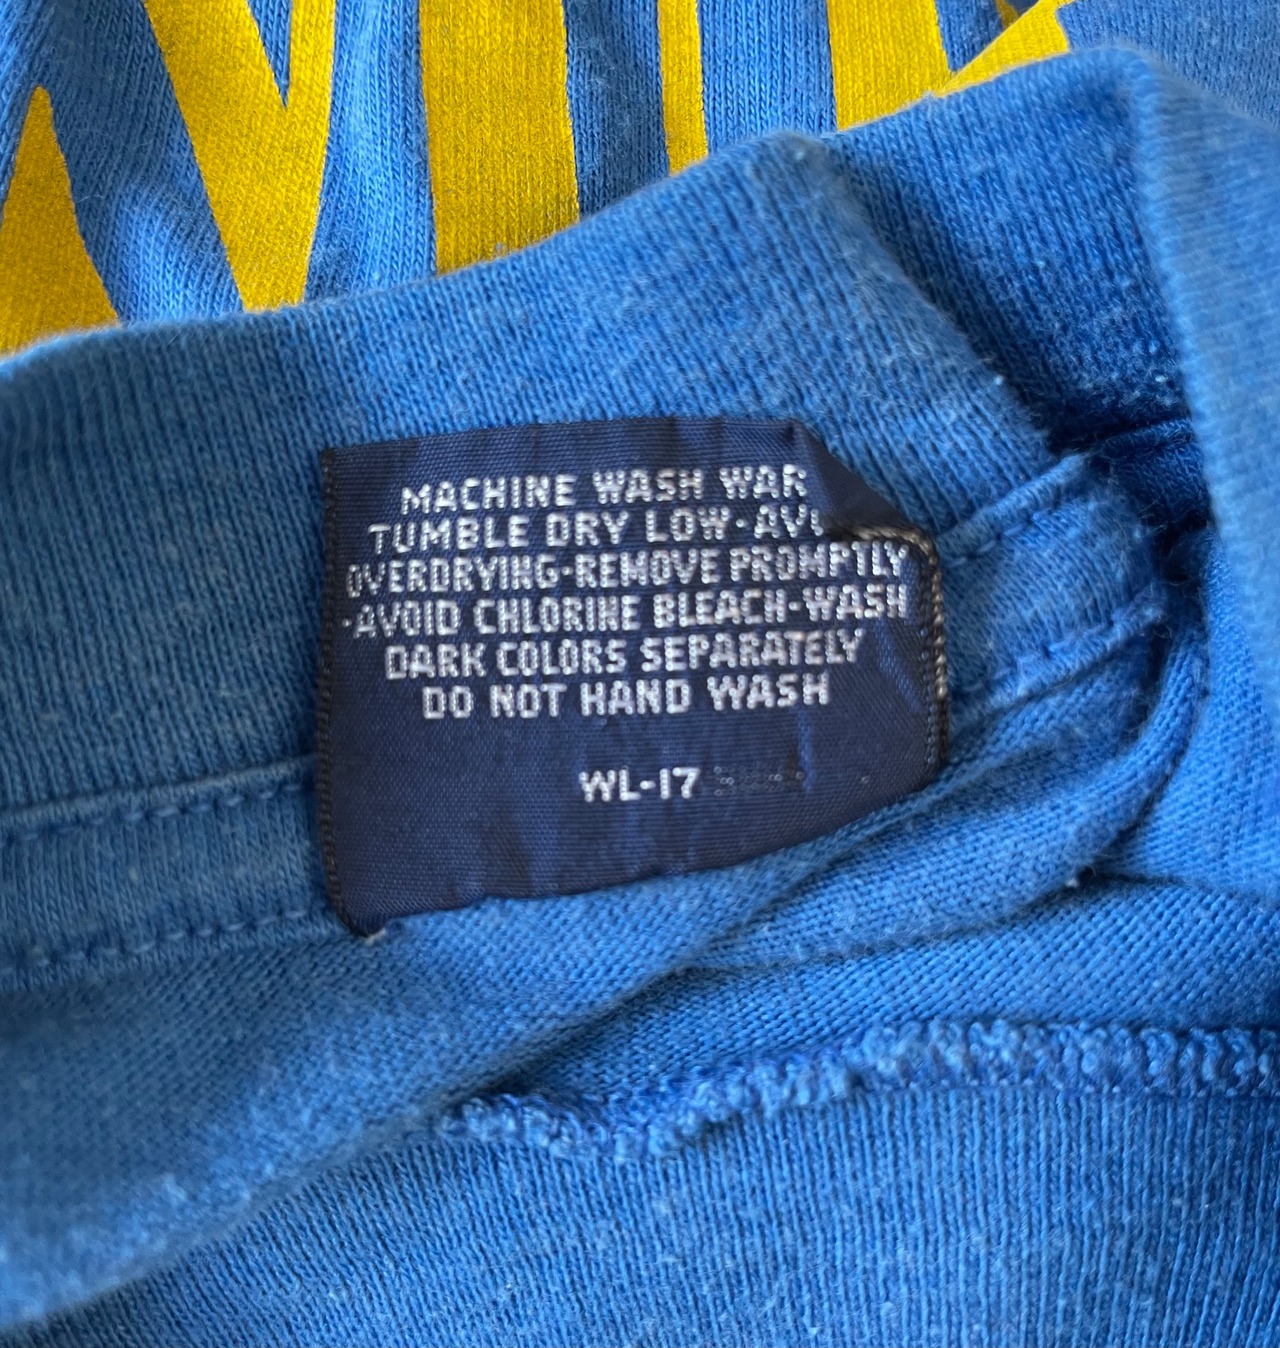 MACHINE WASH WAR
TUMBLE DRY LOW-AV
OVERDRYING-REMOVE PROMPTLY
-AVOID CHLORINE BLEACH-WASH
DARK COLORS SEPARATELY
DO NOT HAND WASH
WL-17